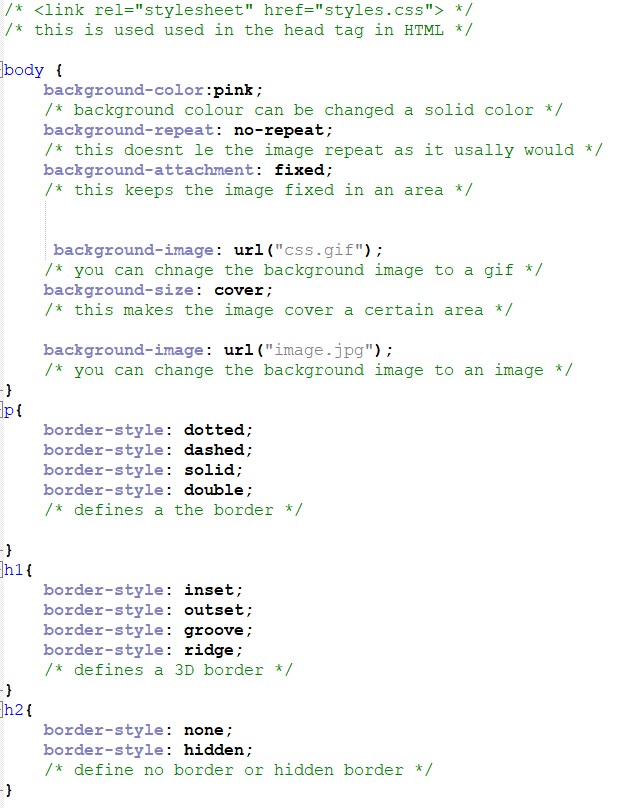 /* <link rel="stylesheet" href="styles.css"> */
/* this is used used in the head tag in HTML */
body {
background-color:pink;
/* background colour can be changed a solid color */
background-repeat: no-repeat;
/* this doesnt le the image repeat as it usally would */
background-attachment: fixed;
/* this keeps the image fixed in an area */
background-image: url("css.gif");
/* you can chnage the background image to a gif */
background-size: cover;
/* this makes the image cover a certain area */
background-image: url("image.jpg");
/* you can change the background image to an image */
}
p{
border-style: dotted;
border-style: dashed;
border-style: solid;
border-style: double;
/* defines a the border */
}
h1{
border-style: inset;
border-style: outset;
border-style: groove;
border-style: ridge;
/* defines a 3D border */
}
h2{
border-style: none;
border-style: hidden;
/* define no border or hidden border */
}